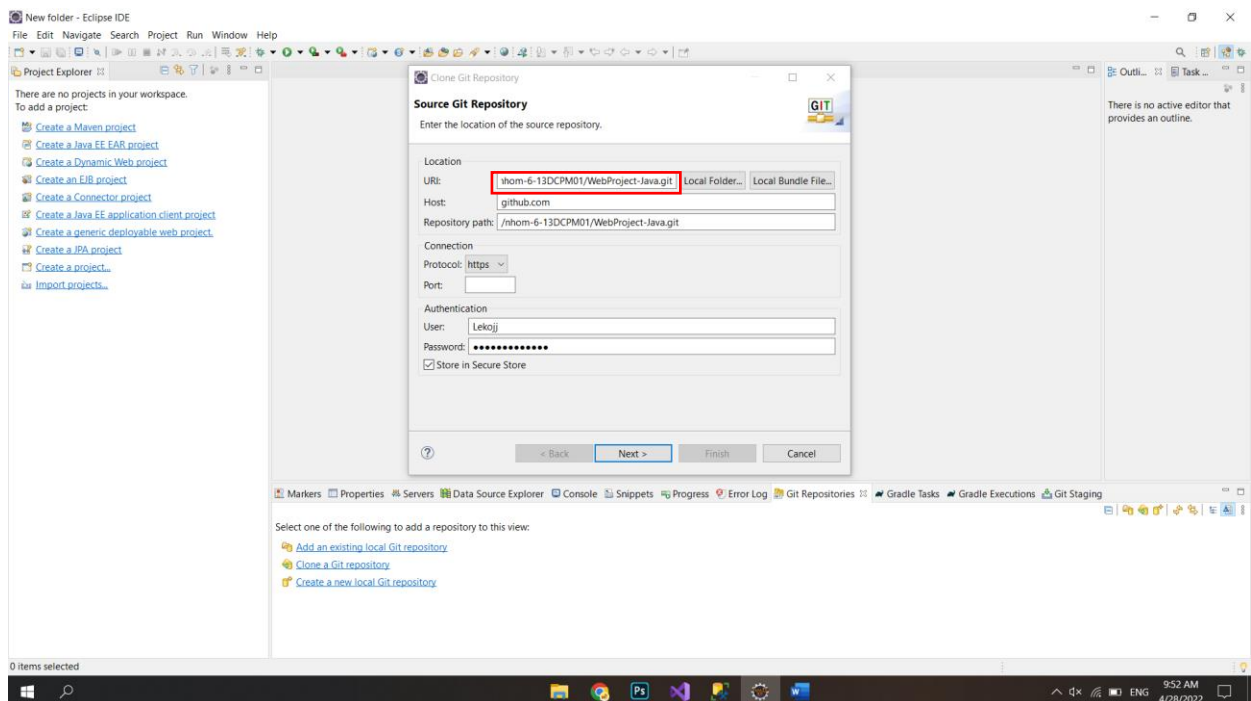 New folder - Eclipse IDE
File Edit Navigate Search Project Run Window Help
Project Explorer
Outli...
Task ...
There are no projects in your workspace.
To add a project:
Create a Maven project
Create a Java EE EAR project
Create a Dynamic Web project
Create an EJB project
Create a Connector project
Create a Java EE application client project
Create a generic deployable web project.
Create a JPA project
Create a project...
Import projects...
Clone Git Repository
Source Git Repository
Enter the location of the source repository.
GIT
Location
URI: hom-6-13DCPM01/WebProject-Java.git Local Folder... Local Bundle File...
Host: github.com
Repository path: /nhom-6-13DCPM01/WebProject-Java.git
Connection
Protocol: https
Port:
Authentication
User: Lekojj
Password: •••••••••••••
Store in Secure Store
< Back Next > Finish Cancel
There is no active editor that
provides an outline.
Markers Properties Servers Data Source Explorer Console Snippets Progress Error Log Git Repositories Gradle Tasks Gradle Executions Git Staging
Select one of the following to add a repository to this view:
Add an existing local Git repository
Clone a Git repository
Create a new local Git repository
0 items selected
Ps
W
ENG
9:52 AM
4/28/2022